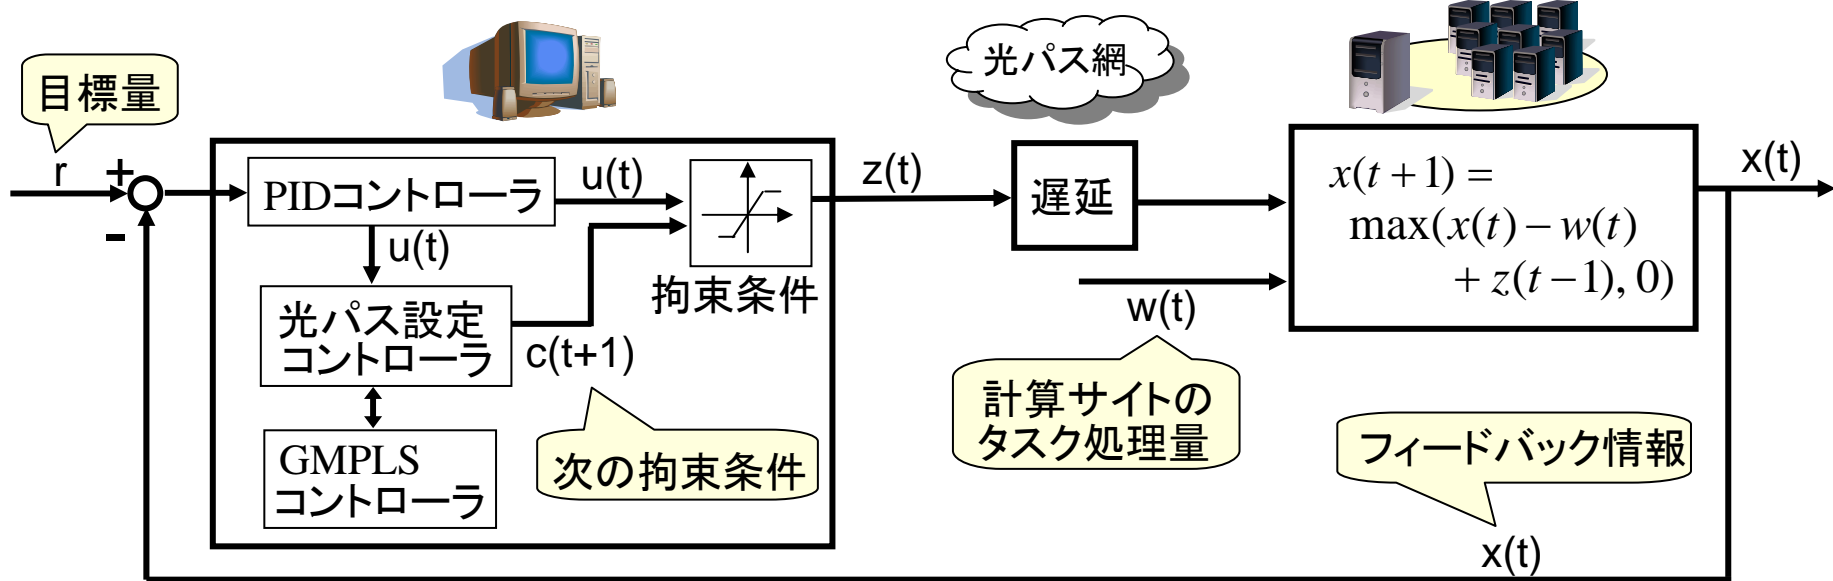 目標量
r
+
-
PIDコントローラ
u(t)
u(t)
拘束条件
光パス設定
コントローラ
c(t+1)
GMPLS
コントローラ
次の拘束条件
z(t)
光パス網
遅延
w(t)
計算サイトの
タスク処理量
x(t+1) =
max(x(t) − w(t)
+ z(t−1), 0)
x(t)
フィードバック情報
x(t)